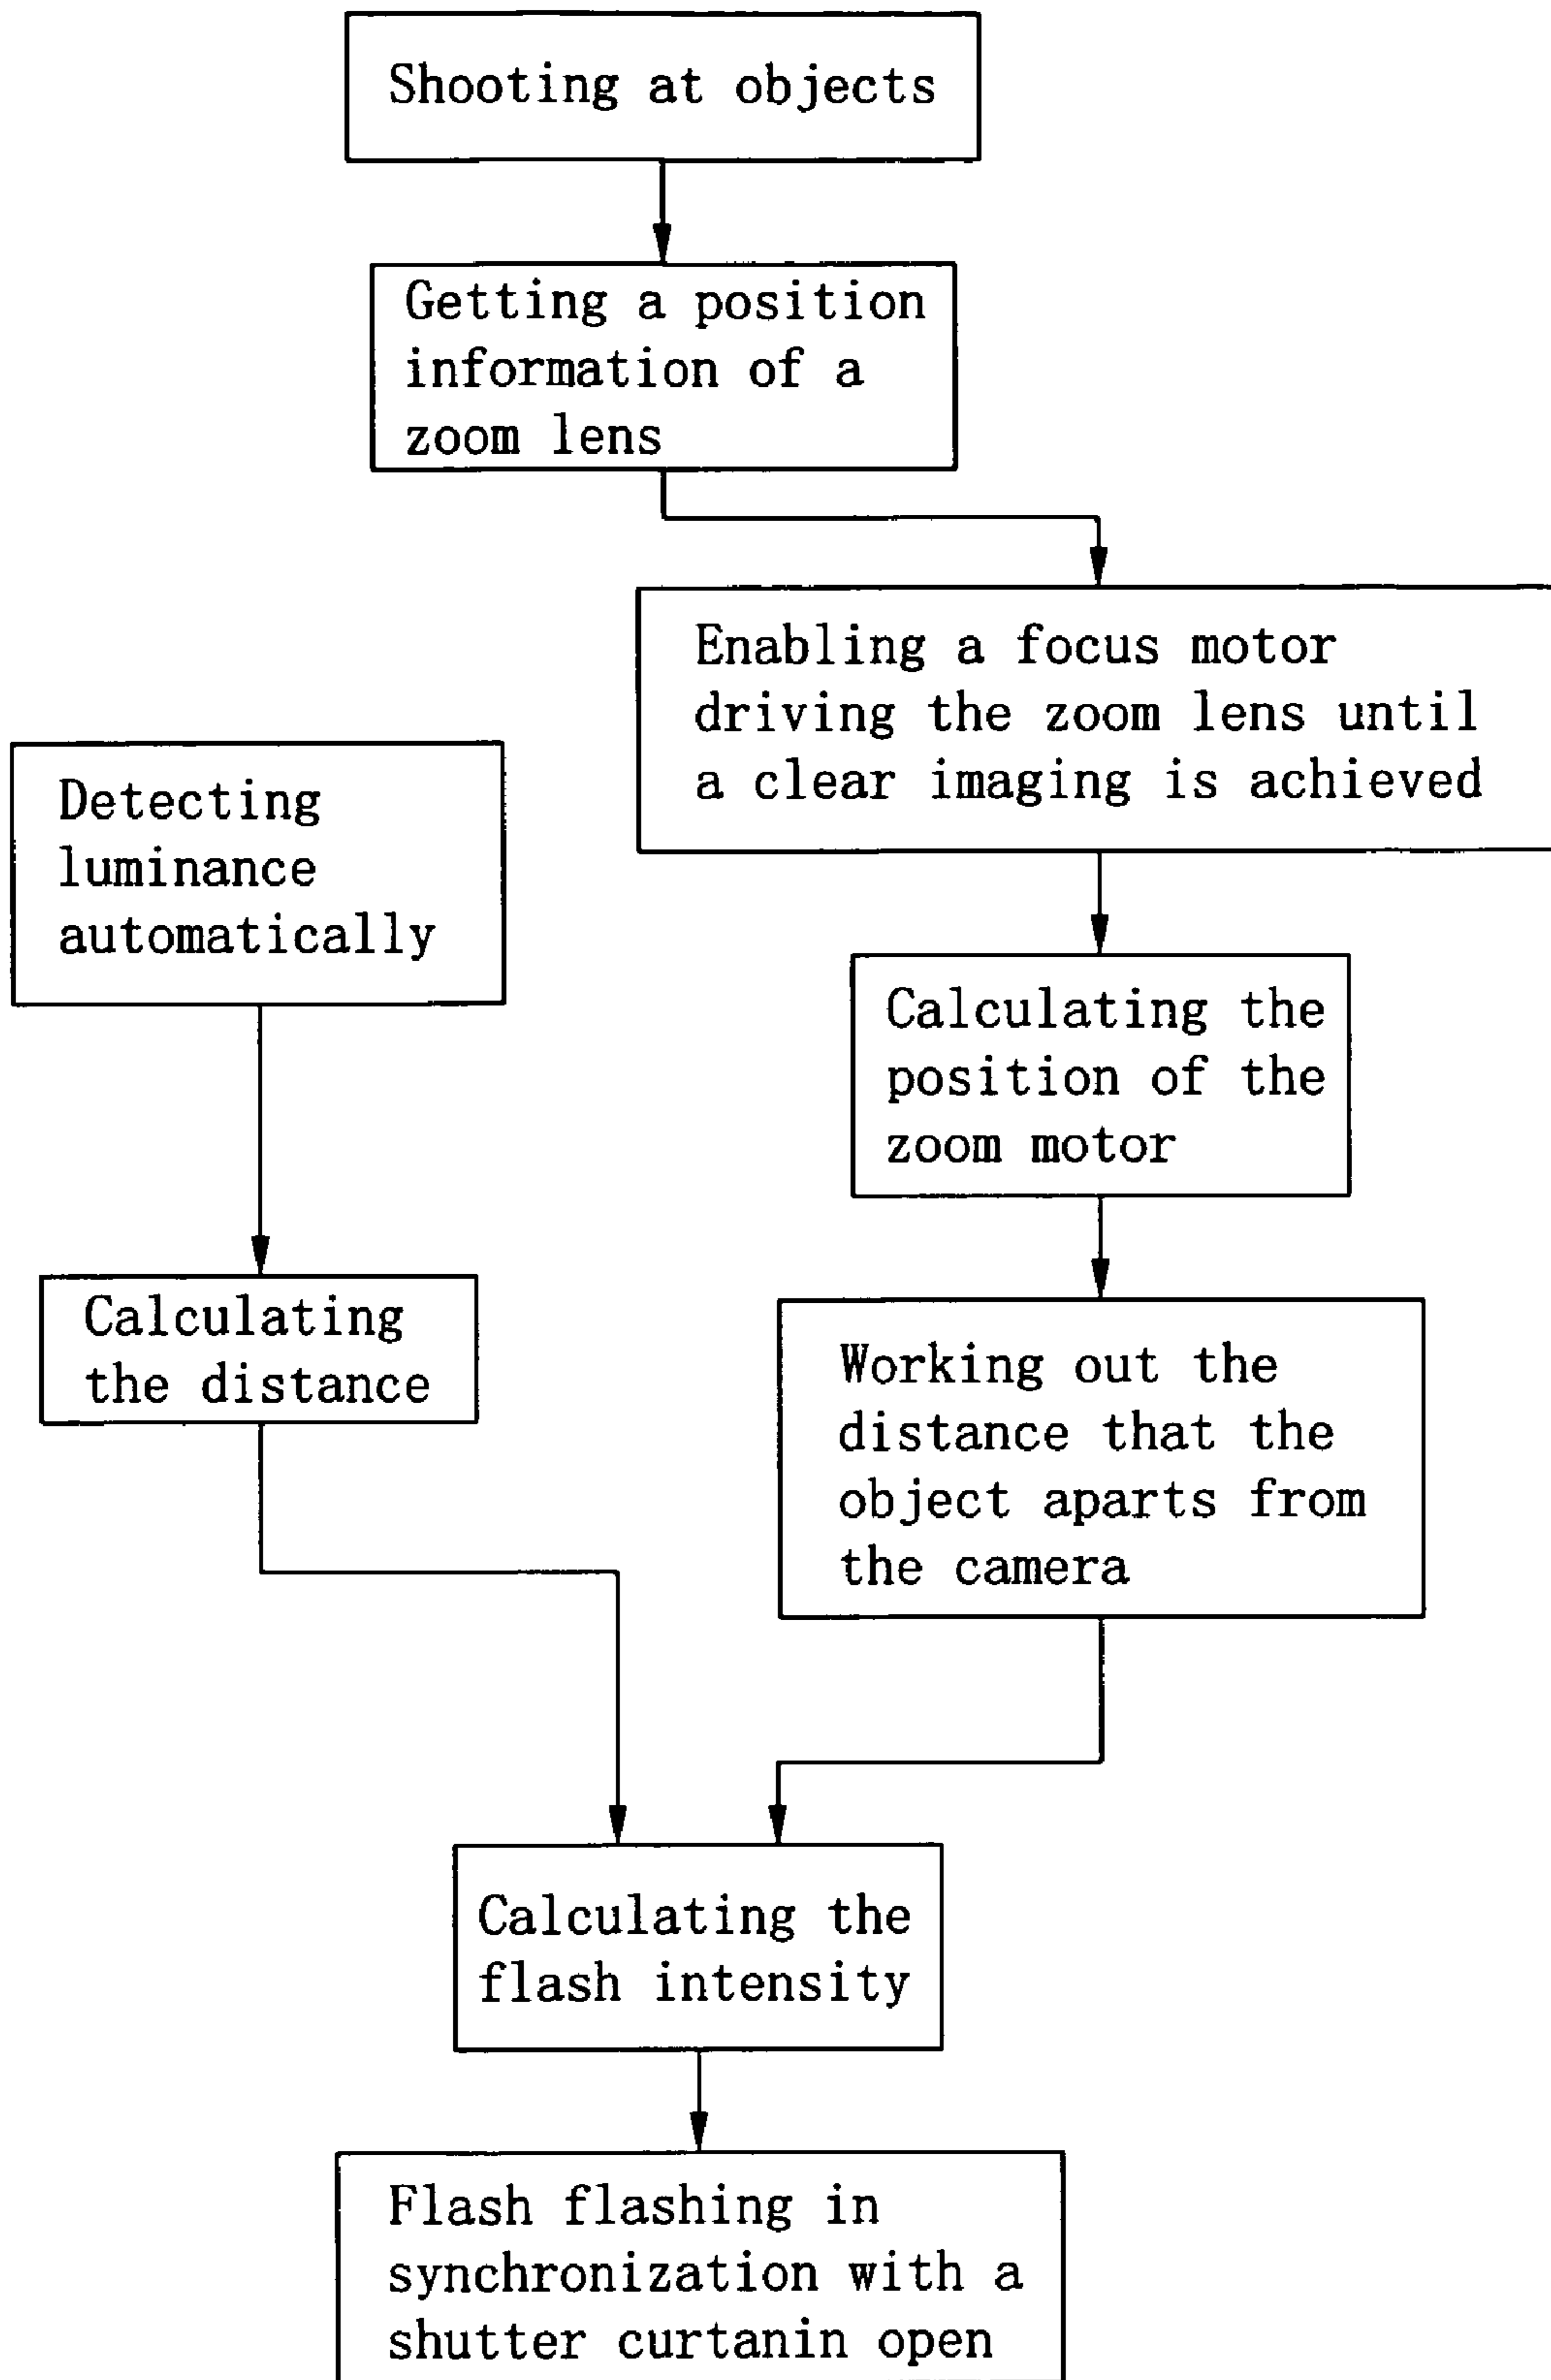 Shooting at objects
Getting a position
information of a
zoom lens
Enabling a focus motor
driving the zoom lens until
a clear imaging is achieved
Detecting
luminance
automatically
Calculating the
position of the
zoom motor
Calculating
the distance
Working out the
distance that the
object aparts from
the camera
Calculating the
flash intensity
Flash flashing in
synchronization with a
shutter curtanin open